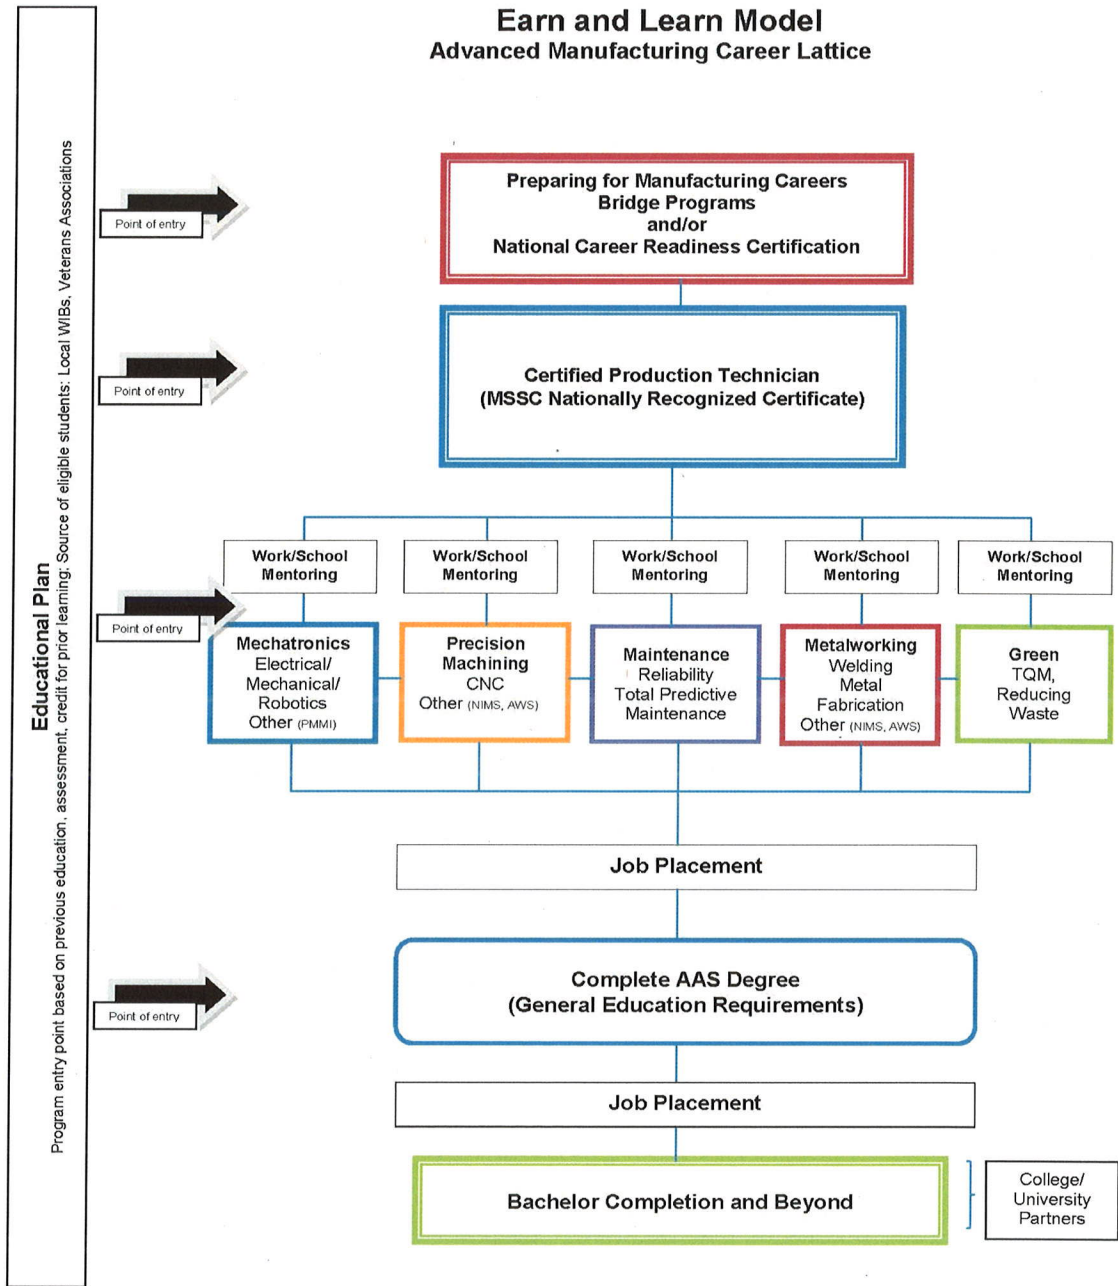 Earn and Learn Model
Advanced Manufacturing Career Lattice
Educational Plan
Program entry point based on previous education, assessment, credit for prior learning; Source of eligible students: Local WIBs, Veterans Associations
Point of entry
Preparing for Manufacturing Careers
Bridge Programs
and/or
National Career Readiness Certification
Point of entry
Certified Production Technician
(MSSC Nationally Recognized Certificate)
Work/School
Mentoring
Work/School
Mentoring
Work/School
Mentoring
Work/School
Mentoring
Work/School
Mentoring
Point of entry
Mechatronics
Electrical/
Mechanical/
Robotics
Other (PMMI)
Precision
Machining
CNC
Other (NIMS, AWS)
Maintenance
Reliability
Total Predictive
Maintenance
Metalworking
Welding
Metal
Fabrication
Other (NIMS, AWS)
Green
TQM,
Reducing
Waste
Job Placement
Point of entry
Complete AAS Degree
(General Education Requirements)
Job Placement
Bachelor Completion and Beyond
College/
University
Partners